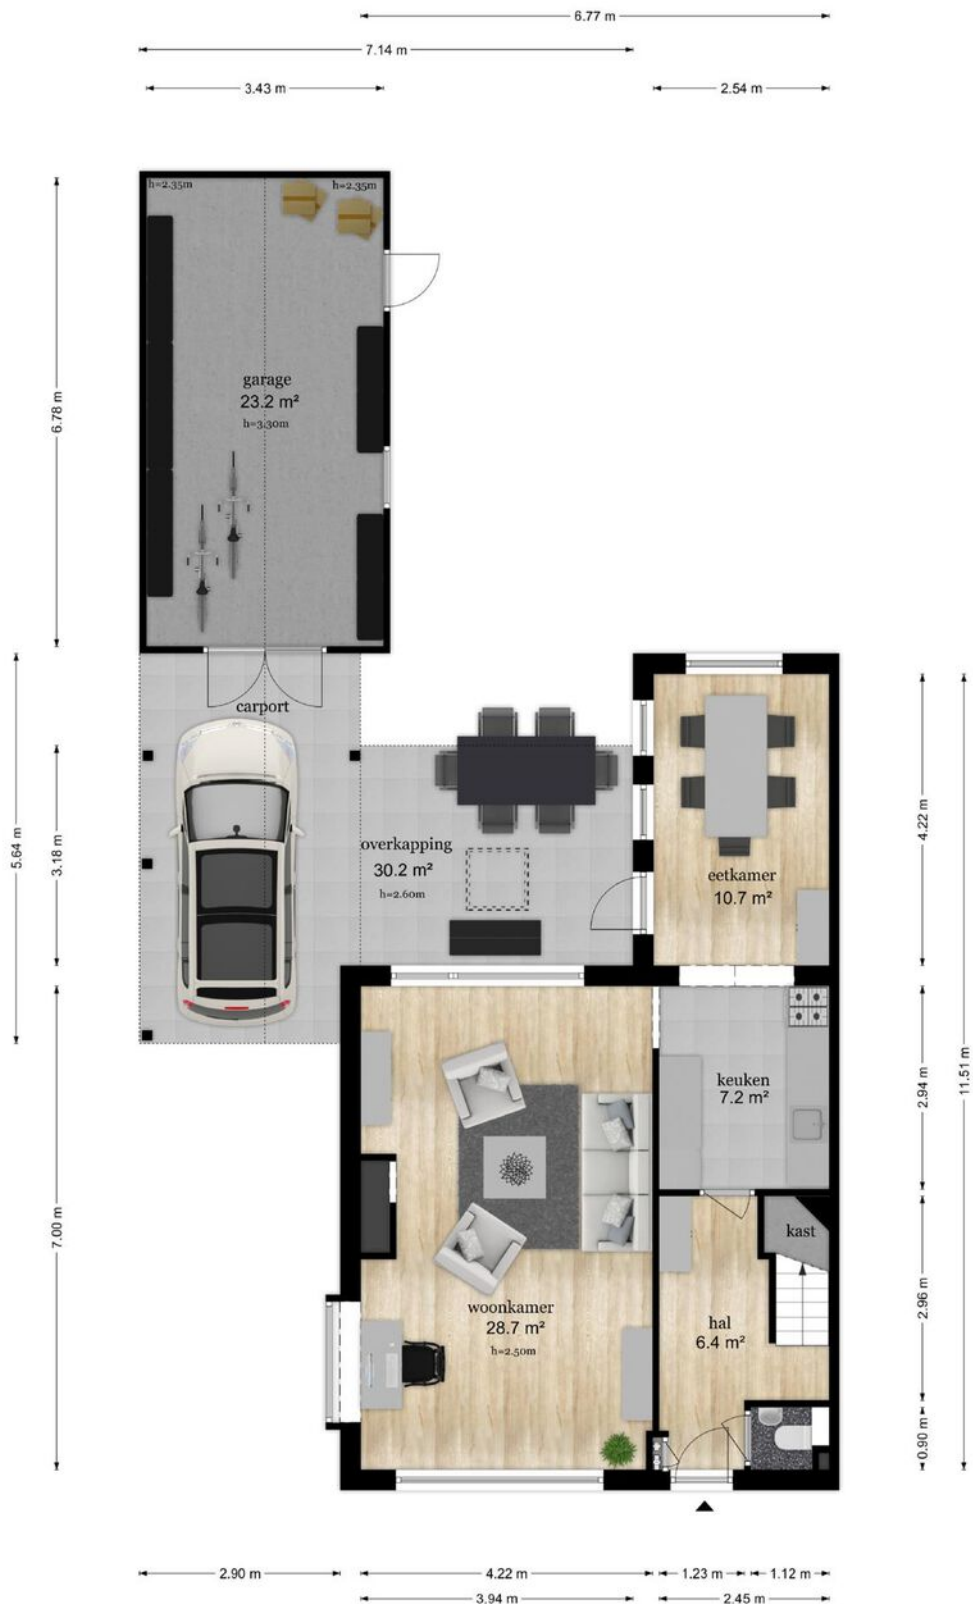 6.77 m
7.14 m
3.43 m
2.54 m
h=2.35m
h=2.35m
6.78 m
garage
23.2 m²
h=3.30m
carport
5.64 m
3.18 m
overkapping
30.2 m²
h=2.60m
eetkamer
10.7 m²
4.22 m
11.51 m
keuken
7.2 m²
2.94 m
7.00 m
kast
woonkamer
28.7 m²
h=2.50m
hal
6.4 m²
2.96 m
0.90 m
2.90 m
4.22 m
1.23 m
1.12 m
3.94 m
2.45 m